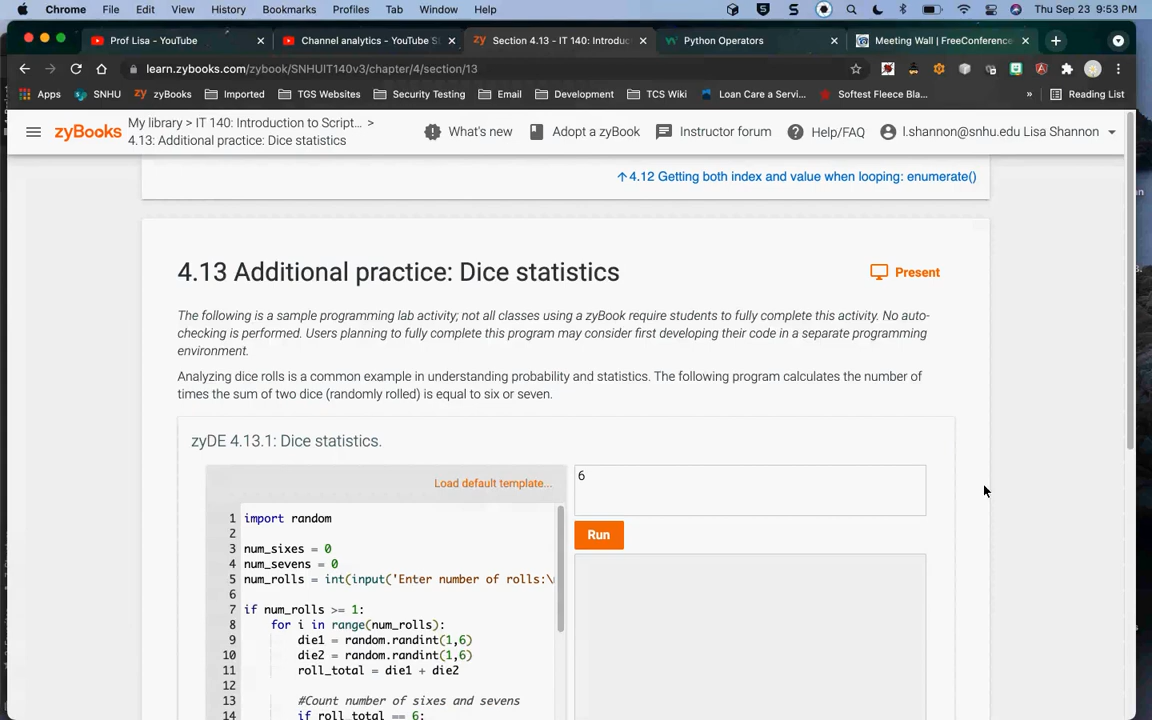 Chrome File Edit View History Bookmarks Profiles Tab Window Help Thu Sep 23 9:53 PM
Prof Lisa - YouTube Channel analytics - YouTube S Section 4.13 - IT 140: Introduc Python Operators Meeting Wall | FreeConference
learn.zybooks.com/zybook/SNHUIT140v3/chapter/4/section/13
Apps SNHU zyBooks Imported TGS Websites Security Testing Email Development TCS Wiki Loan Care a Servi... Softest Fleece Bla... » Reading List
zyBooks My library > IT 140: Introduction to Script... >
4.13: Additional practice: Dice statistics
What's new Adopt a zyBook Instructor forum Help/FAQ l.shannon@snhu.edu Lisa Shannon
↑ 4.12 Getting both index and value when looping: enumerate()
4.13 Additional practice: Dice statistics
Present
The following is a sample programming lab activity; not all classes using a zyBook require students to fully complete this activity. No auto-
checking is performed. Users planning to fully complete this program may consider first developing their code in a separate programming
environment.
Analyzing dice rolls is a common example in understanding probability and statistics. The following program calculates the number of
times the sum of two dice (randomly rolled) is equal to six or seven.
zyDE 4.13.1: Dice statistics.
Load default template...
6
Run
1 import random
2
3 num_sixes = 0
4 num_sevens = 0
5 num_rolls = int(input('Enter number of rolls:\
6
7 if num_rolls >= 1:
8 for i in range(num_rolls):
9 die1 = random.randint(1,6)
10 die2 = random.randint(1,6)
11 roll_total = die1 + die2
12
13 #Count number of sixes and sevens
14 if roll_total == 6: